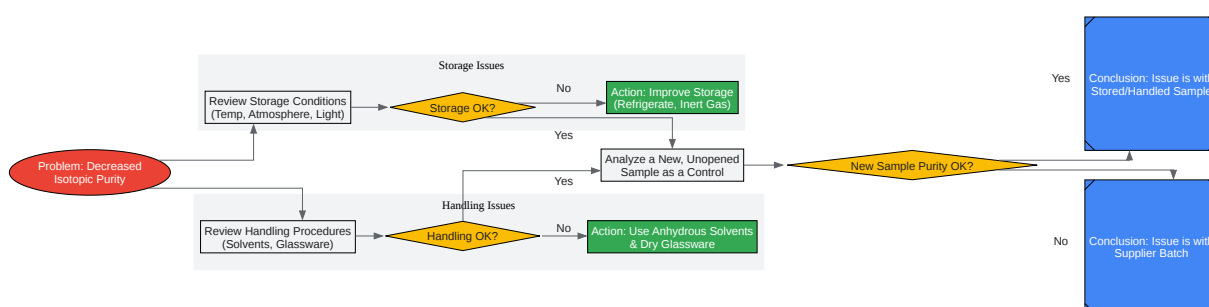 Storage Issues
Review Storage Conditions
(Temp, Atmosphere, Light)
Storage OK?
No
Action: Improve Storage
(Refrigerate, Inert Gas)
Yes
Problem: Decreased
Isotopic Purity
Analyze a New, Unopened
Sample as a Control
Yes
New Sample Purity OK?
Handling Issues
Review Handling Procedures
(Solvents, Glassware)
Handling OK?
No
Action: Use Anhydrous Solvents
& Dry Glassware
Yes
Conclusion: Issue is with
Stored/Handled Sample
No
Conclusion: Issue is with
Supplier Batch